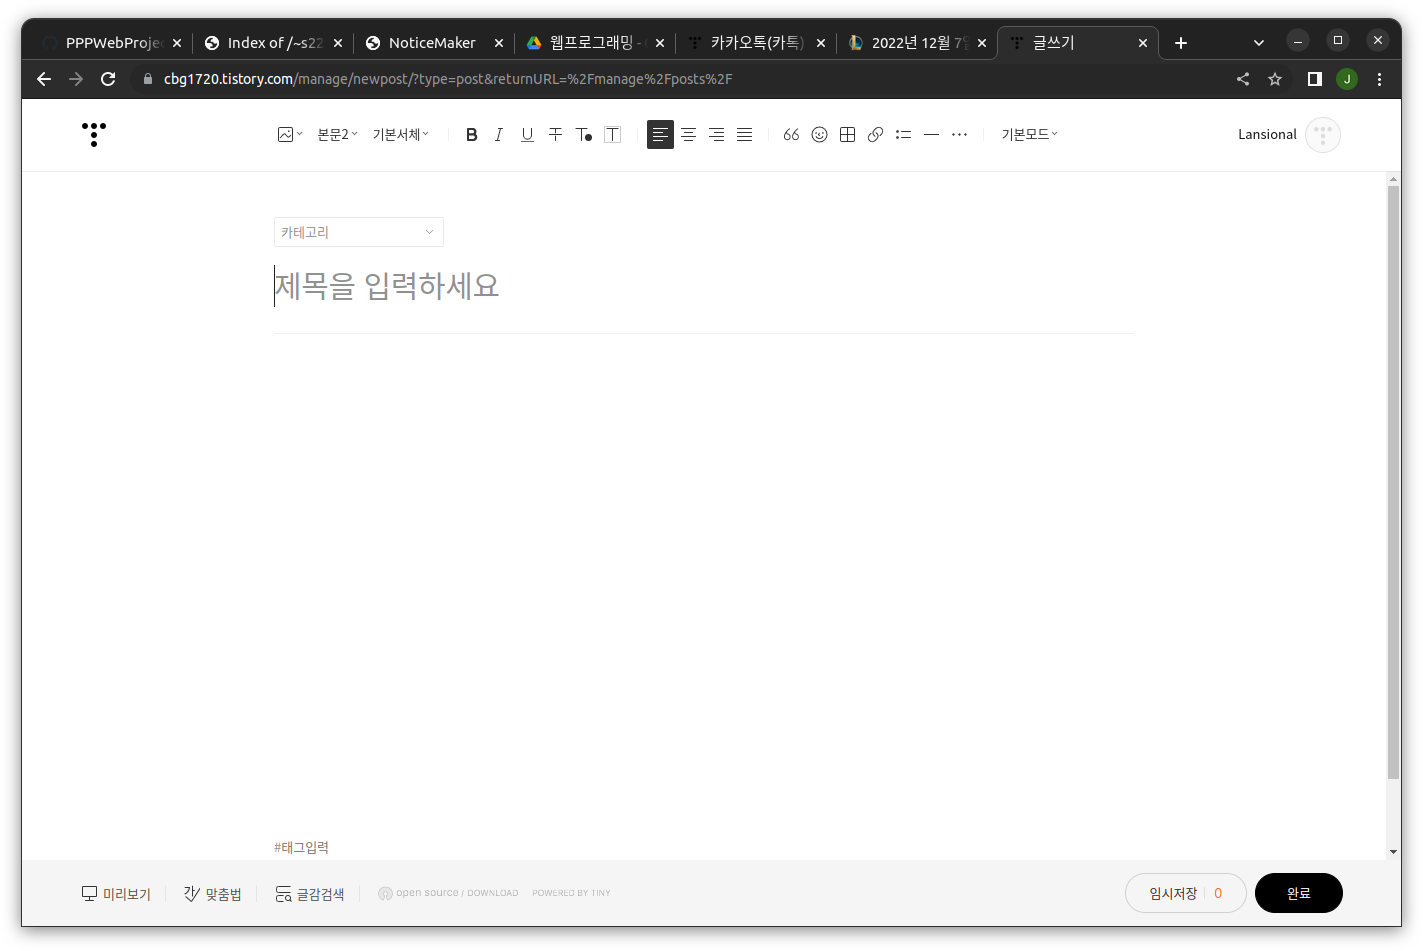 PPPWebProje
Index of /~s22
NoticeMaker
웹프로그래밍 -
카카오톡(카톡)
2022년 12월 7일
글쓰기
cbg1720.tistory.com/manage/newpost/?type=post&returnURL=%2Fmanage%2Fposts%2F
J
본문2
기본서체
B
I
U
T
T
T
기본모드
Lansional
카테고리
제목을 입력하세요
#태그입력
미리보기
맞춤법
글감검색
open source / DOWNLOAD
POWERED BY TINY
임시저장 0
완료